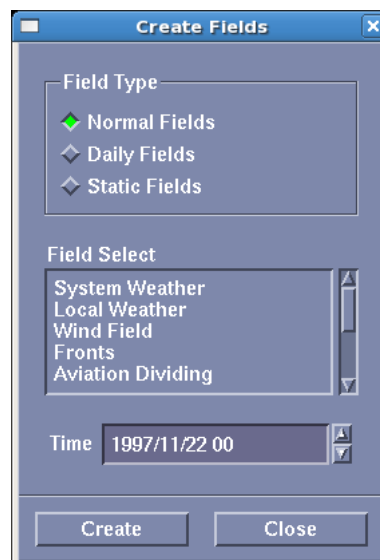 Create Fields
Field Type
Normal Fields
Daily Fields
Static Fields
Field Select
System Weather
Local Weather
Wind Field
Fronts
Aviation Dividing
Time 1997/11/22 00
Create Close